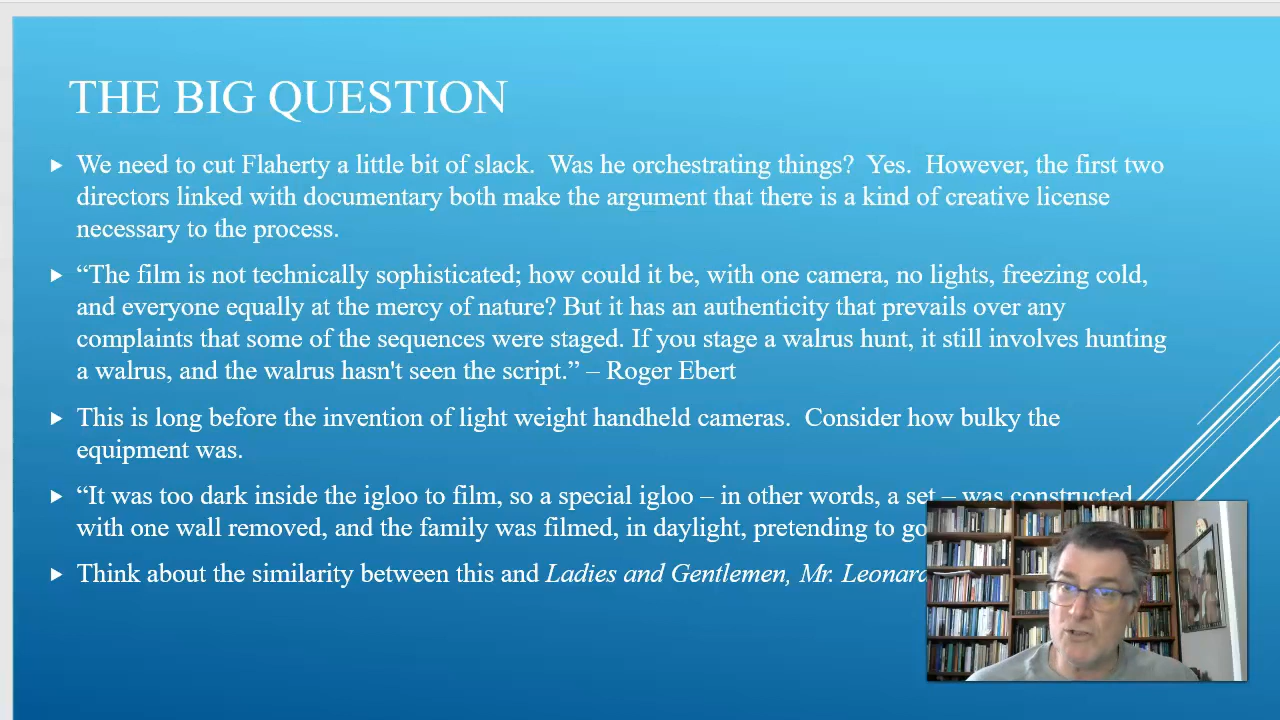 THE BIG QUESTION
We need to cut Flaherty a little bit of slack.  Was he orchestrating things?  Yes.  However, the first two
directors linked with documentary both make the argument that there is a kind of creative license
necessary to the process.
“The film is not technically sophisticated; how could it be, with one camera, no lights, freezing cold,
and everyone equally at the mercy of nature? But it has an authenticity that prevails over any
complaints that some of the sequences were staged. If you stage a walrus hunt, it still involves hunting
a walrus, and the walrus hasn't seen the script.” – Roger Ebert
This is long before the invention of light weight handheld cameras.  Consider how bulky the
equipment was.
“It was too dark inside the igloo to film, so a special igloo – in other words, a set – was constructed
with one wall removed, and the family was filmed, in daylight, pretending to go
Think about the similarity between this and Ladies and Gentlemen, Mr.